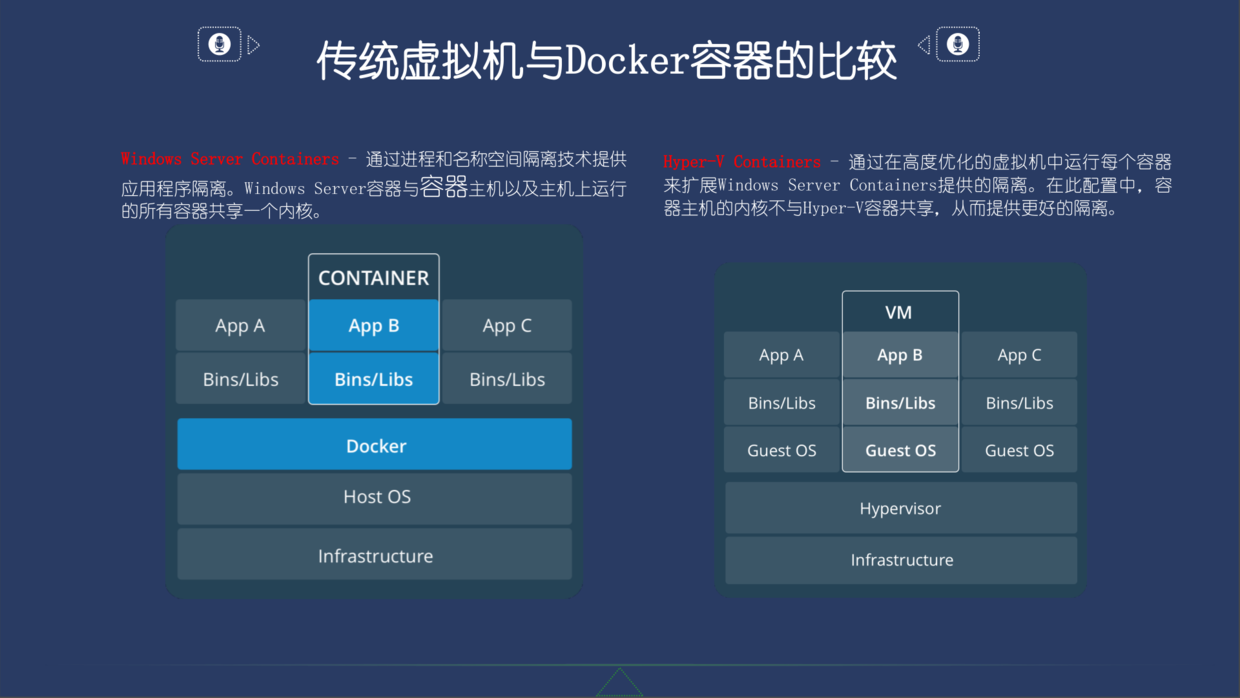 传统虚拟机与Docker容器的比较
Windows Server Containers - 通过进程和名称空间隔离技术提供
应用程序隔离。Windows Server容器与容器主机以及主机上运行
的所有容器共享一个内核。
CONTAINER
App A App B App C
Bins/Libs Bins/Libs Bins/Libs
Docker
Host OS
Infrastructure
Hyper-V Containers - 通过在高度优化的虚拟机中运行每个容器
来扩展Windows Server Containers提供的隔离。在此配置中，容
器主机的内核不与Hyper-V容器共享，从而提供更好的隔离。
VM
App A App B App C
Bins/Libs Bins/Libs Bins/Libs
Guest OS Guest OS Guest OS
Hypervisor
Infrastructure